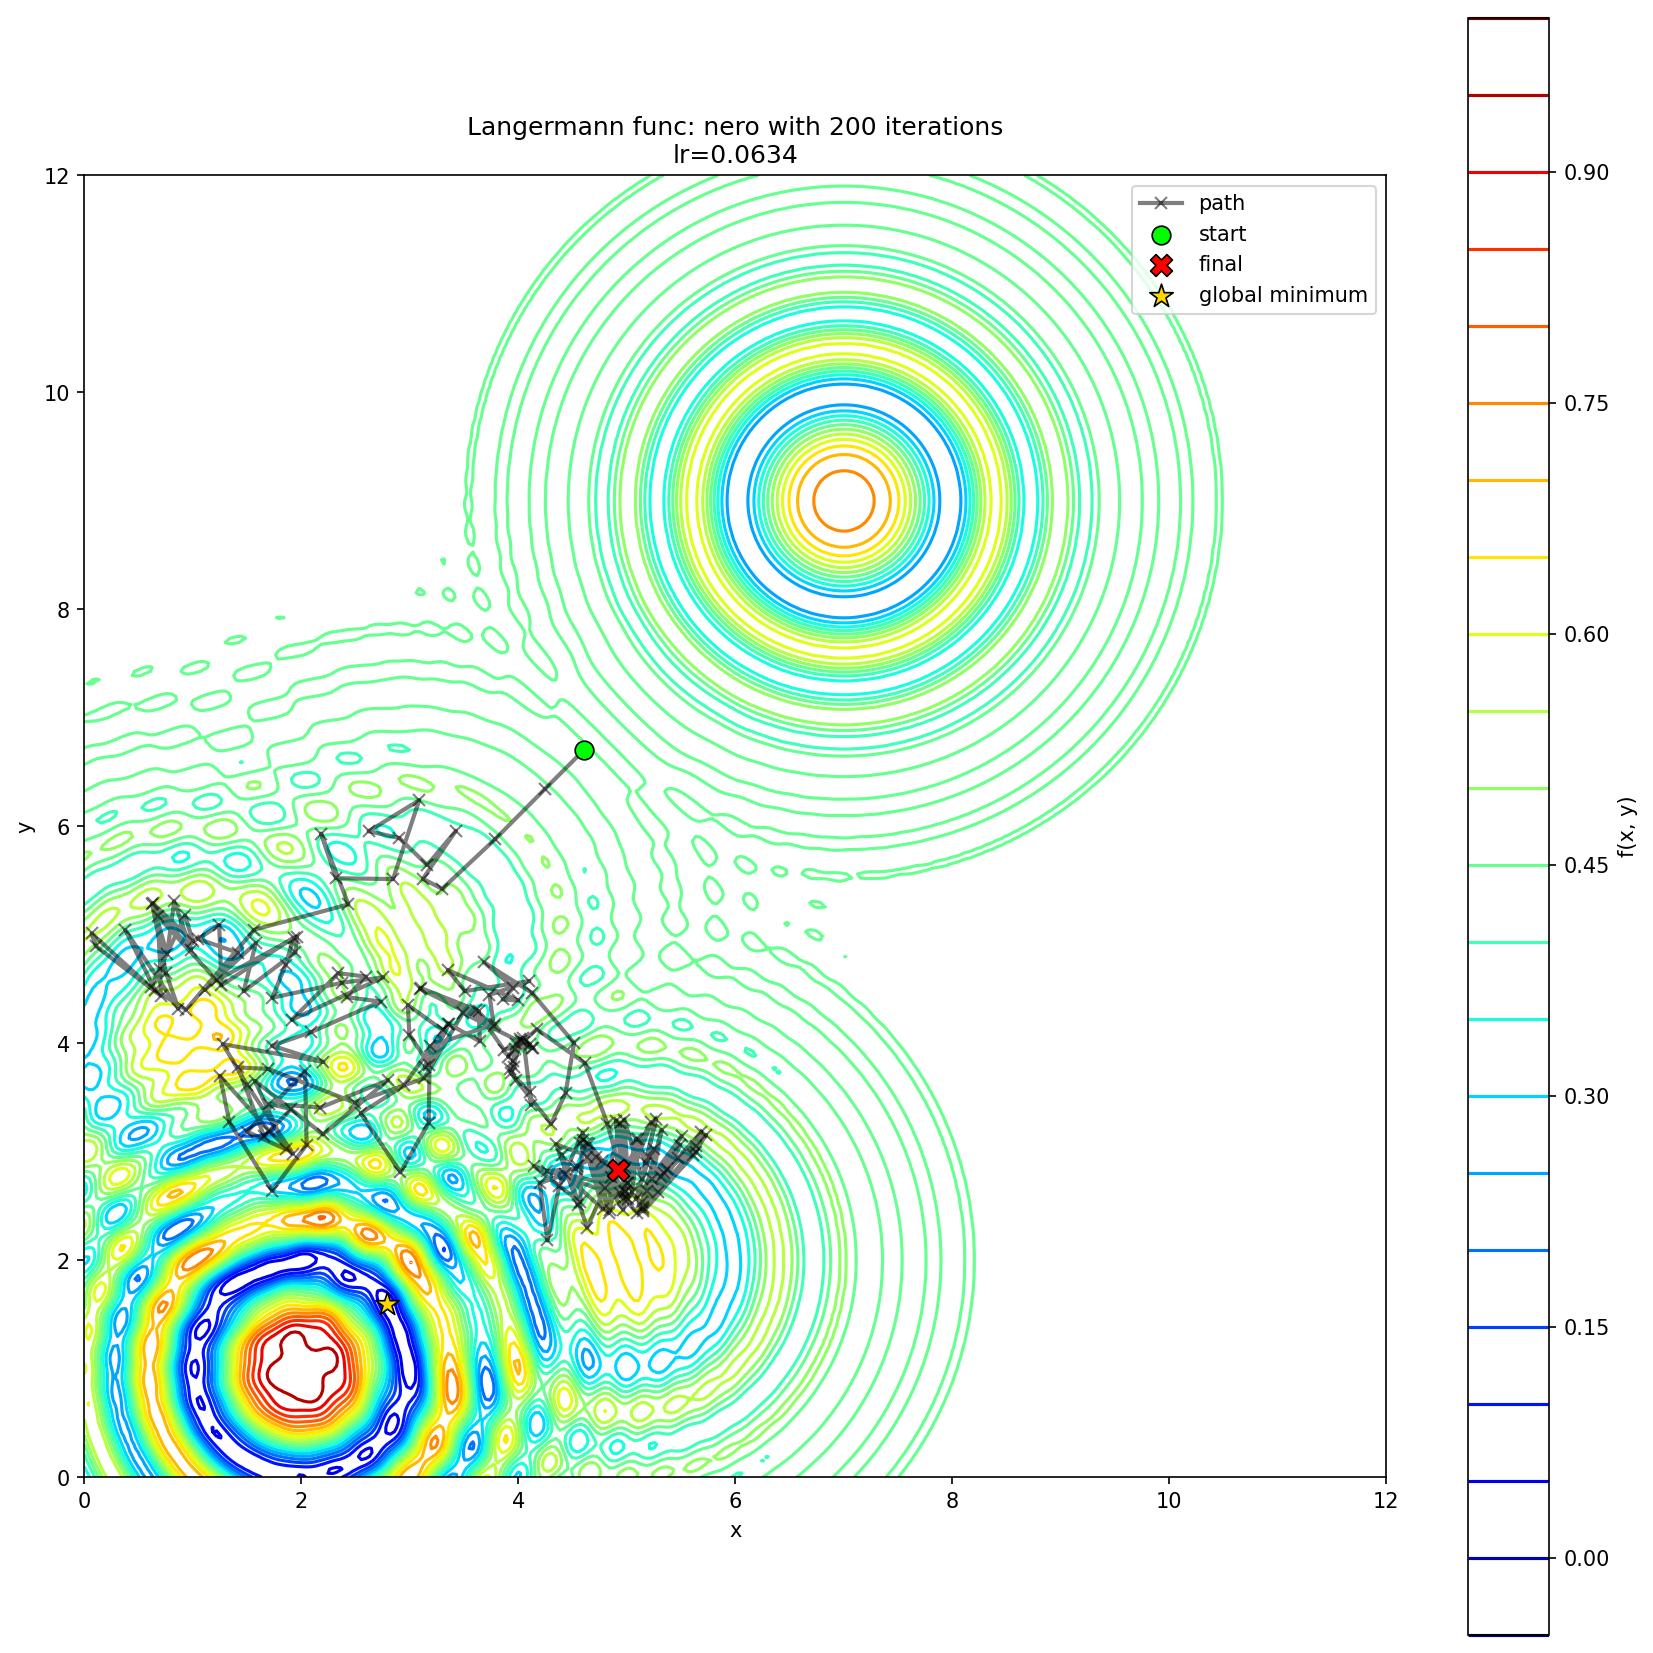 Langermann func: nero with 200 iterations
lr=0.0634
path
start
final
global minimum
12
10
8
6
4
2
0
y
0
2
4
6
8
10
12
x
0.90
0.75
0.60
0.45
0.30
0.15
0.00
f(x, y)